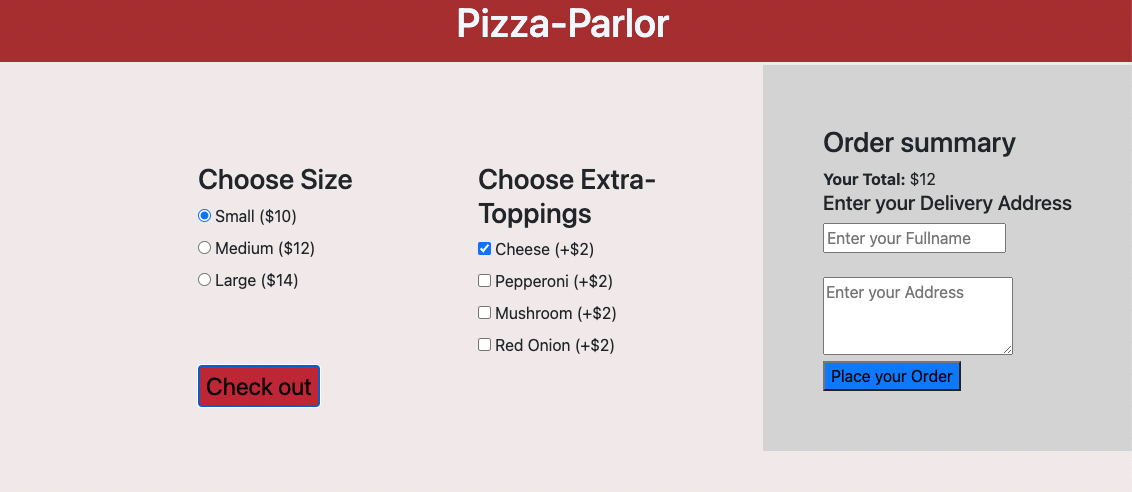 Pizza-Parlor
Choose Size
Small ($10)
Medium ($12)
Large ($14)
Check out
Choose Extra-
Toppings
Cheese (+$2)
Pepperoni (+$2)
Mushroom (+$2)
Red Onion (+$2)
Order summary
Your Total: $12
Enter your Delivery Address
Enter your Fullname
Enter your Address
Place your Order